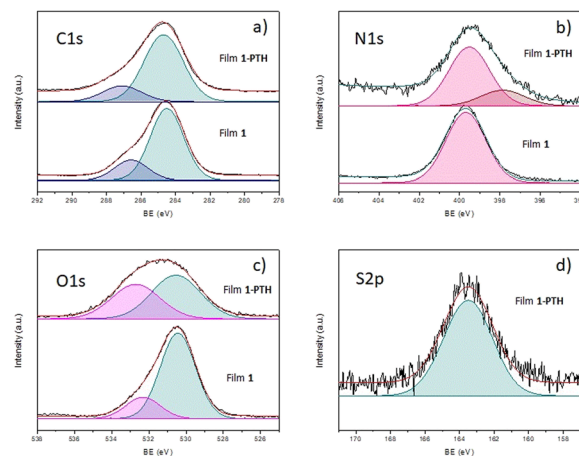 C1s
a)
Film 1-PTH
Film 1
Intensity (a.u.)
292 290 288 286 284 282 280 278
BE (eV)
N1s
b)
Film 1-PTH
Film 1
Intensity (a.u.)
406 404 402 400 398 396
BE (eV)
O1s
c)
Film 1-PTH
Film 1
Intensity (a.u.)
536 534 532 530 528 526
BE (eV)
S2p
d)
Film 1-PTH
Intensity (a.u.)
170 168 166 164 162 160 158
BE (eV)